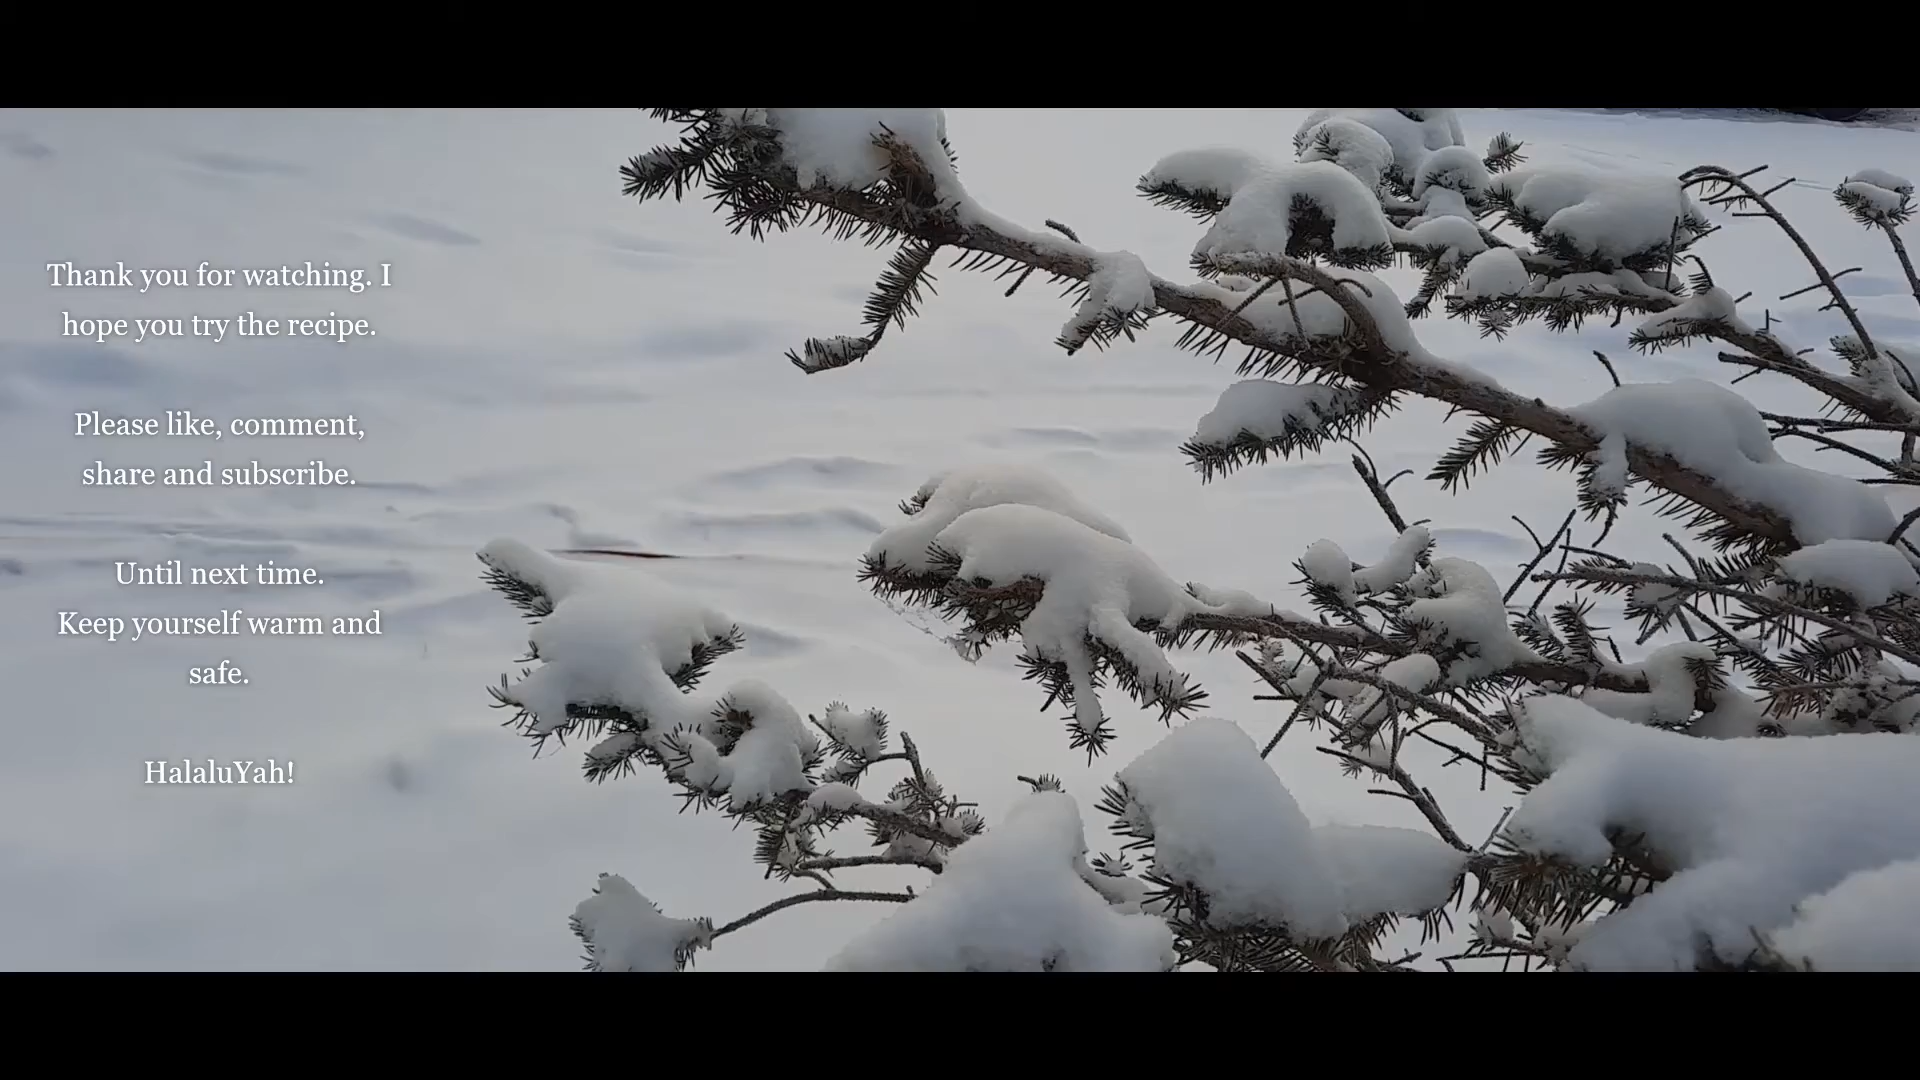 Thank you for watching. I
hope you try the recipe.
Please like, comment,
share and subscribe.
Until next time.
Keep yourself warm and
safe.
HalaluYah!